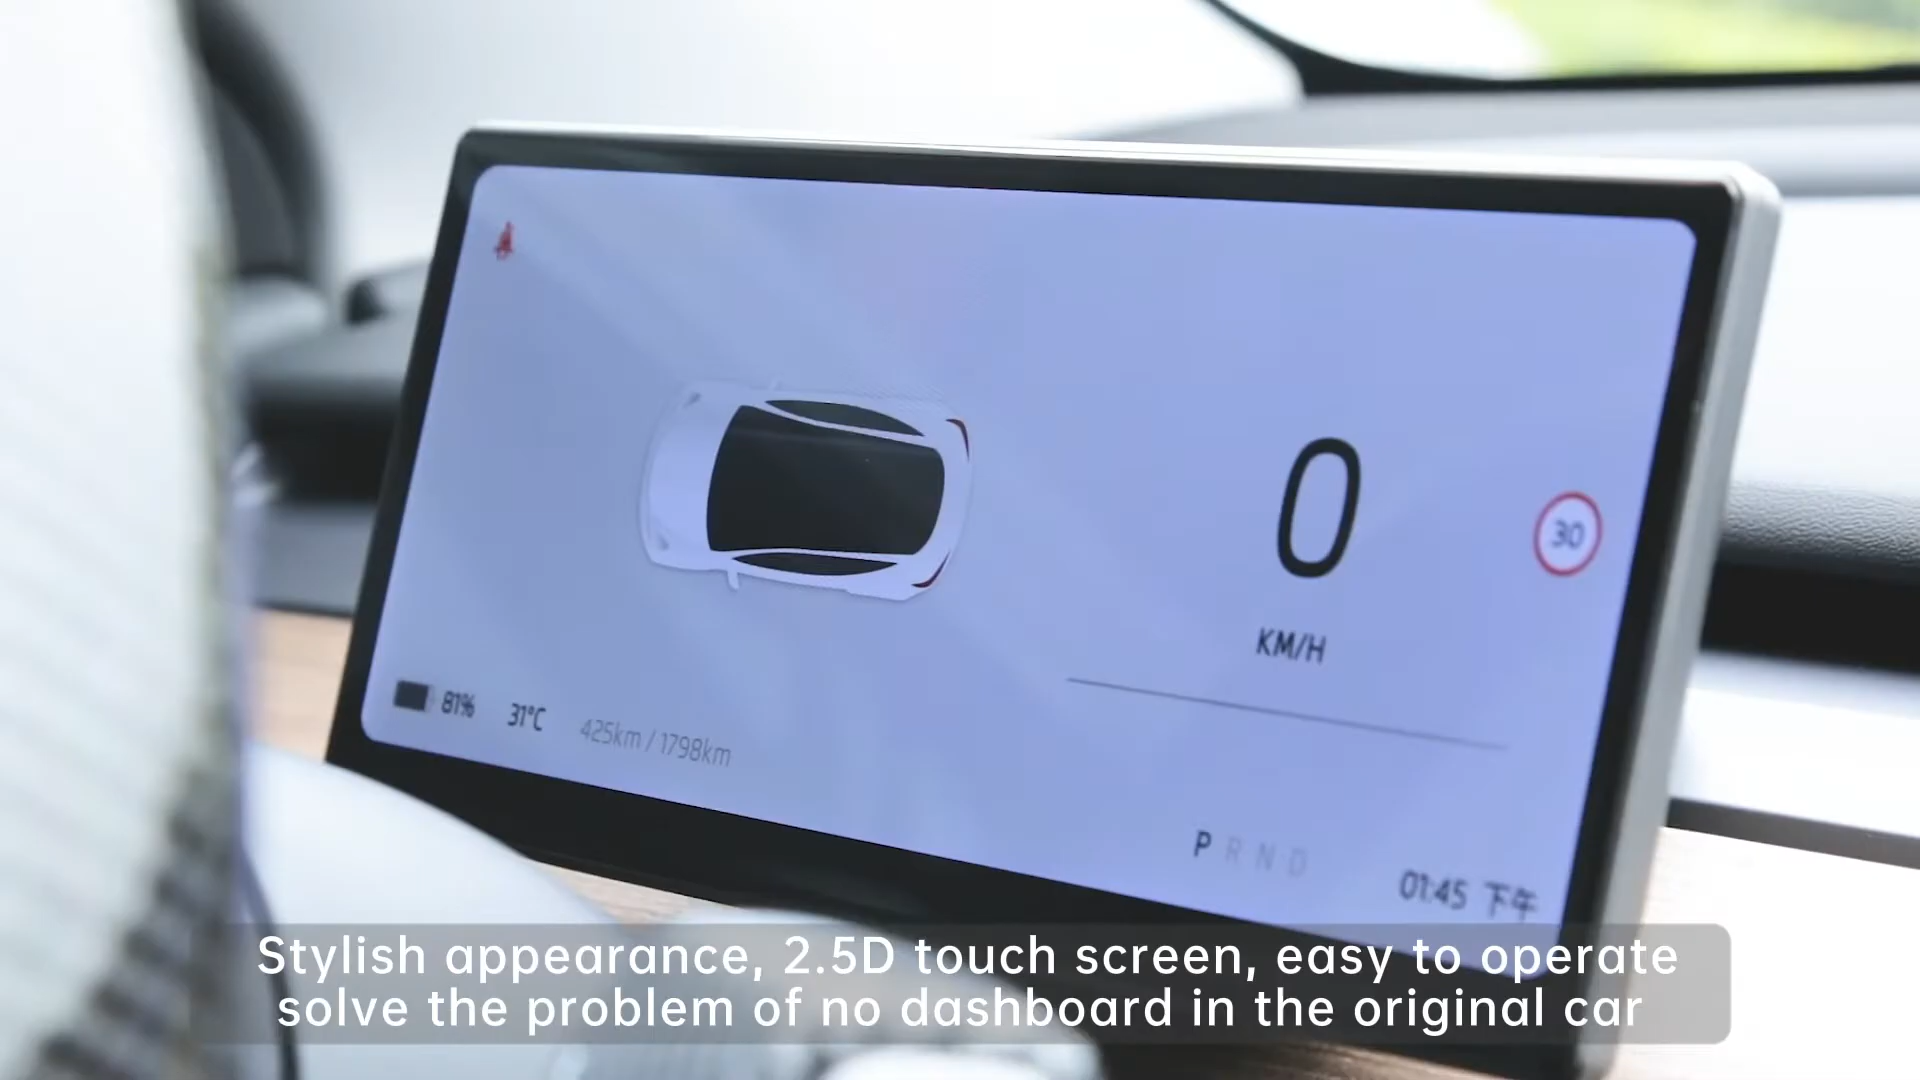 0
KM/H
30
81% 31°C 425km / 1798km
P R N D
01:45 下午
Stylish appearance, 2.5D touch screen, easy to operate
solve the problem of no dashboard in the original car